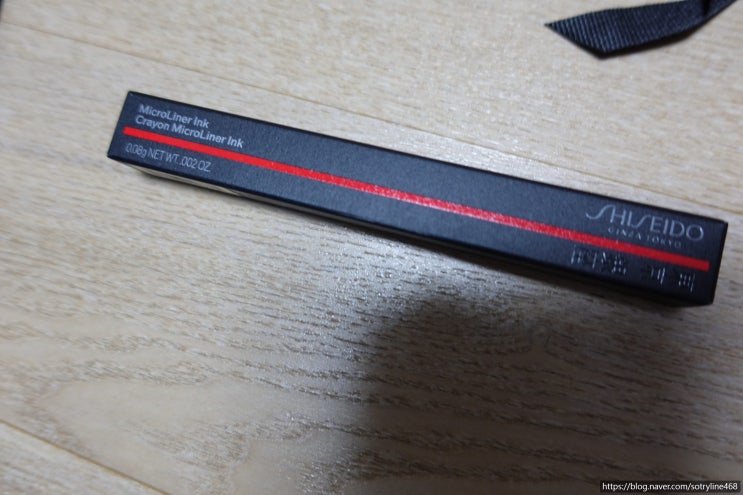 MicroLiner Ink
Crayon MicroLiner Ink
0.08g NET WT. .002 OZ
SHISEIDO
GINZA TOKYO
https://blog.naver.com/sotryline468